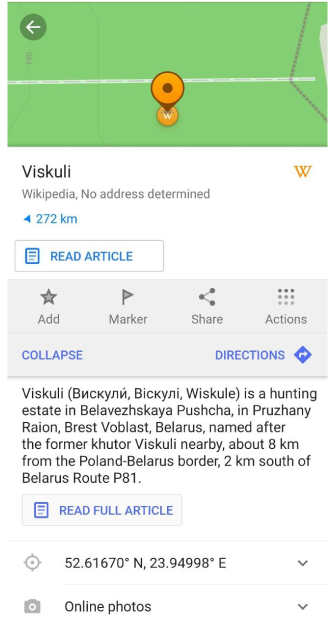 190
W
Viskuli
W
Wikipedia, No address determined
272 km
READ ARTICLE
Add
Marker
Share
Actions
COLLAPSE
DIRECTIONS
Viskuli (Вискули́, Віскулі, Wiskule) is a hunting
estate in Belavezhskaya Pushcha, in Pruzhany
Raion, Brest Voblast, Belarus, named after
the former khutor Viskuli nearby, about 8 km
from the Poland-Belarus border, 2 km south of
Belarus Route P81.
READ FULL ARTICLE
52.61670° N, 23.94998° E
Online photos